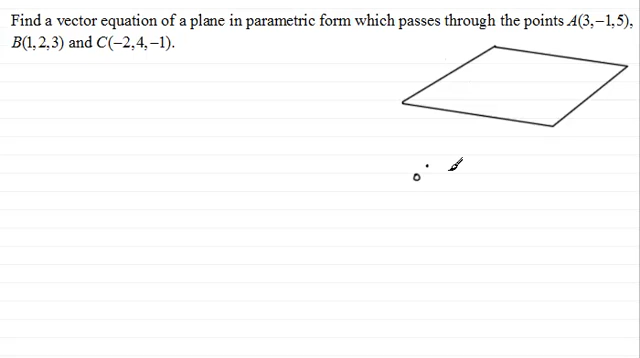 Find a vector equation of a plane in parametric form which passes through the points A(3,−1,5),
B(1,2,3) and C(−2,4,−1).
o